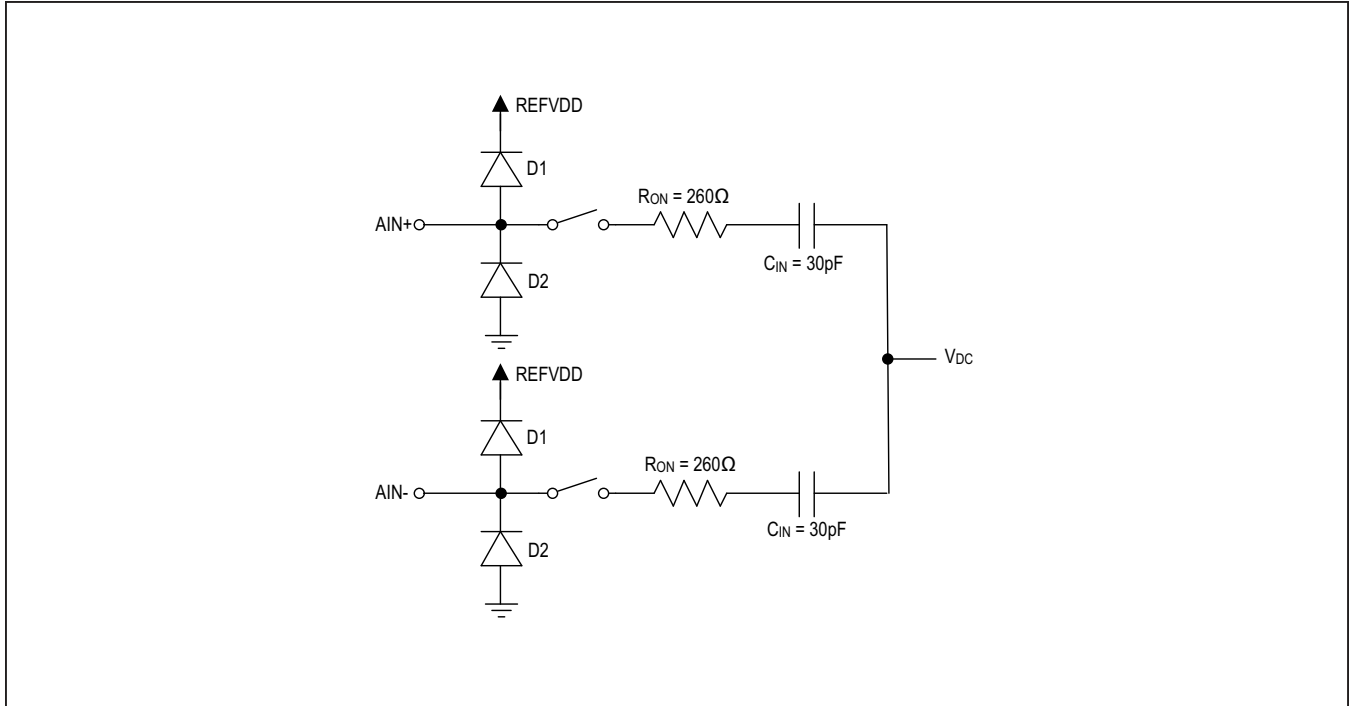 REFVDD
D1
RON = 260Ω
AIN+
CIN = 30pF
D2
VDC
REFVDD
D1
RON = 260Ω
AIN-
CIN = 30pF
D2